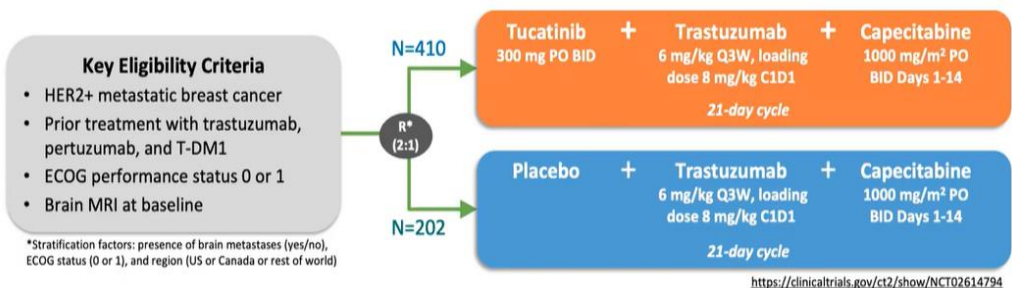 Key Eligibility Criteria
• HER2+ metastatic breast cancer
• Prior treatment with trastuzumab,
pertuzumab, and T-DM1
• ECOG performance status 0 or 1
• Brain MRI at baseline
*Stratification factors: presence of brain metastases (yes/no),
ECOG status (0 or 1), and region (US or Canada or rest of world)
R*
(2:1)
N=410
N=202
Tucatinib + Trastuzumab + Capecitabine
300 mg PO BID 6 mg/kg Q3W, loading 1000 mg/m² PO
dose 8 mg/kg C1D1 BID Days 1-14
21-day cycle
Placebo + Trastuzumab + Capecitabine
6 mg/kg Q3W, loading 1000 mg/m² PO
dose 8 mg/kg C1D1 BID Days 1-14
21-day cycle
https://clinicaltrials.gov/ct2/show/NCT02614794